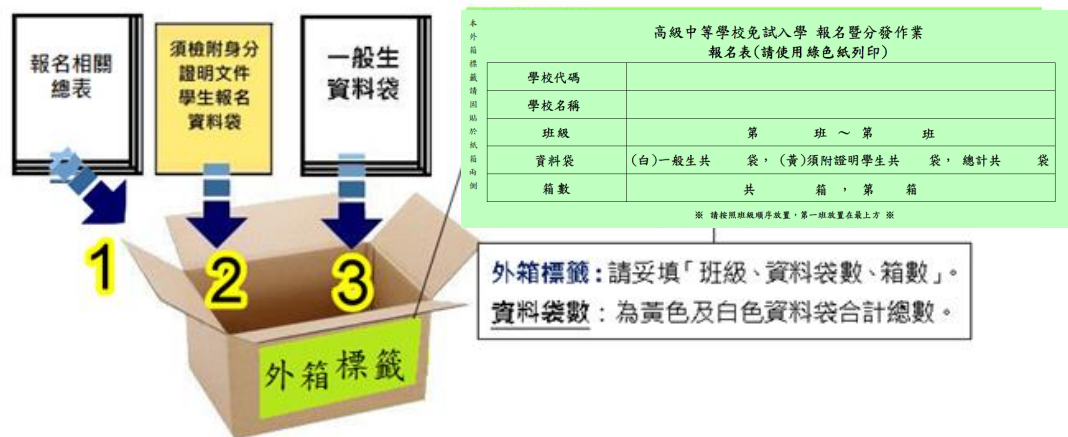 報名相關
總表
須檢附身分
證明文件
學生報名
資料袋
一般生
資料袋
1
2
3
外箱標籤
本外箱標籤請固貼於紙箱兩側
高級中等學校免試入學 報名暨分發作業
報名表(請使用綠色紙列印)
學校代碼
學校名稱
班級 第 班 ～ 第 班
資料袋 (白)一般生共 袋，(黃)須附證明學生共 袋，總計共 袋
箱數 共 箱，第 箱
※ 請按照班級順序放置，第一班放置在最上方 ※
外箱標籤：請妥填「班級、資料袋數、箱數」。
資料袋數：為黃色及白色資料袋合計總數。